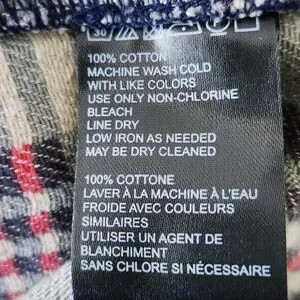 30
100% COTTON
MACHINE WASH COLD
WITH LIKE COLORS
USE ONLY NON-CHLORINE
BLEACH
LINE DRY
LOW IRON AS NEEDED
MAY BE DRY CLEANED
100% COTTONE
LAVER À LA MACHINE À L'EAU
FROIDE AVEC COULEURS
SIMILAIRES
UTILISER UN AGENT DE
BLANCHIMENT
SANS CHLORE SI NÉCESSAIRE